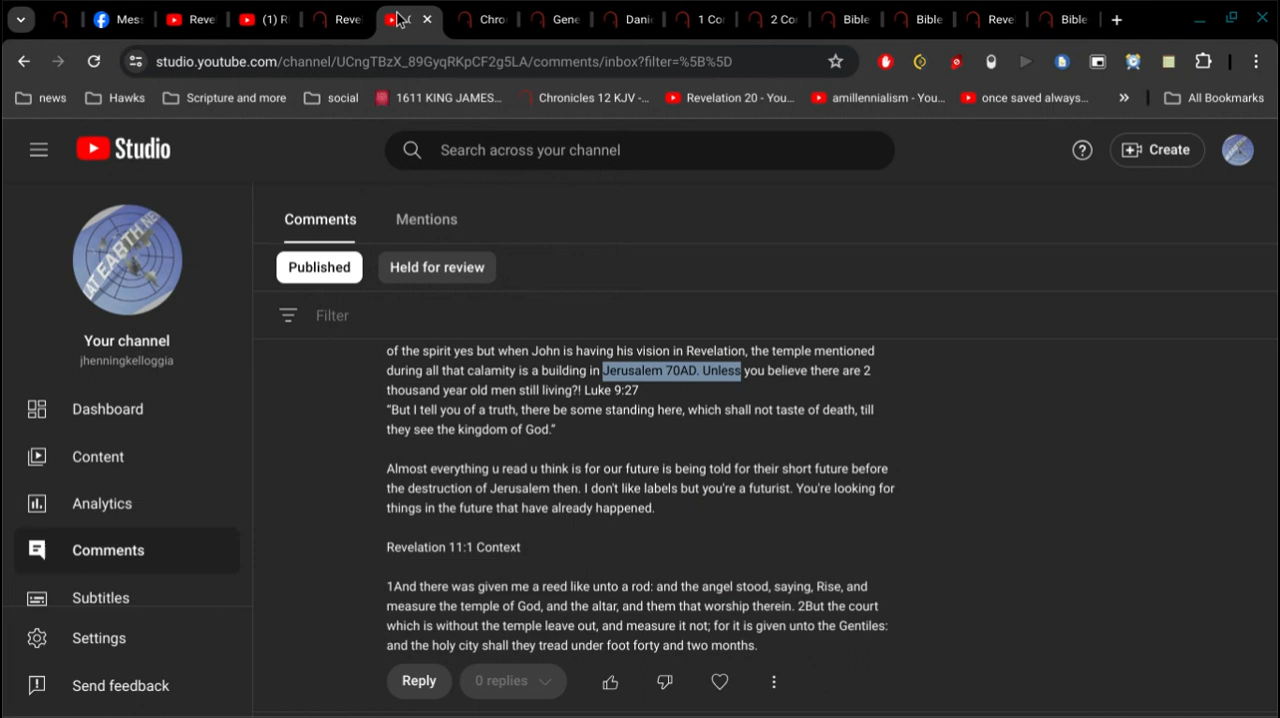 Mess
Reve
(1) R
Reve
(
Chro
Gene
Dani
1 Co
2 Co
Bible
Bible
Reve
Bible
studio.youtube.com/channel/UCngTBzX_89GyqRKpCF2g5LA/comments/inbox?filter=%5B%5D
news
Hawks
Scripture and more
social
1611 KING JAMES...
Chronicles 12 KJV -...
Revelation 20 - You...
amillennialism - You...
once saved always...
All Bookmarks
Studio
Search across your channel
Create
AT EARTH NE
Your channel
jhenningkelloggia
Dashboard
Content
Analytics
Comments
Subtitles
Settings
Send feedback
Comments Mentions
Published Held for review
Filter
of the spirit yes but when John is having his vision in Revelation, the temple mentioned
during all that calamity is a building in Jerusalem 70AD. Unless you believe there are 2
thousand year old men still living?! Luke 9:27
“But I tell you of a truth, there be some standing here, which shall not taste of death, till
they see the kingdom of God.”
Almost everything u read u think is for our future is being told for their short future before
the destruction of Jerusalem then. I don't like labels but you're a futurist. You're looking for
things in the future that have already happened.
Revelation 11:1 Context
1And there was given me a reed like unto a rod: and the angel stood, saying, Rise, and
measure the temple of God, and the altar, and them that worship therein. 2But the court
which is without the temple leave out, and measure it not; for it is given unto the Gentiles:
and the holy city shall they tread under foot forty and two months.
Reply
0 replies